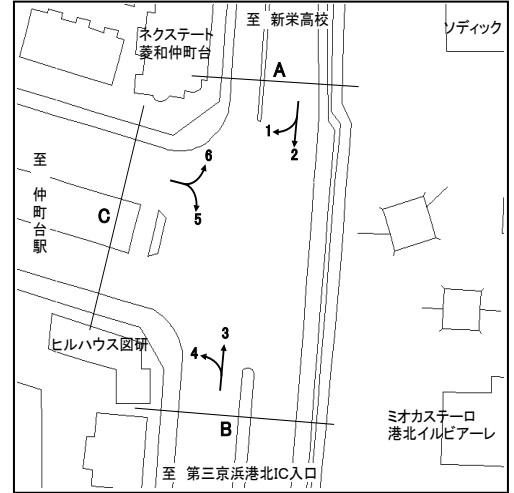 至 新栄高校
ソディック
ネクステート
菱和仲町台
A
1
2
6
5
至 仲町台駅
C
3
4
ヒルハウス図研
B
ミオカステーロ
港北イルビアーレ
至 第三京浜港北IC入口